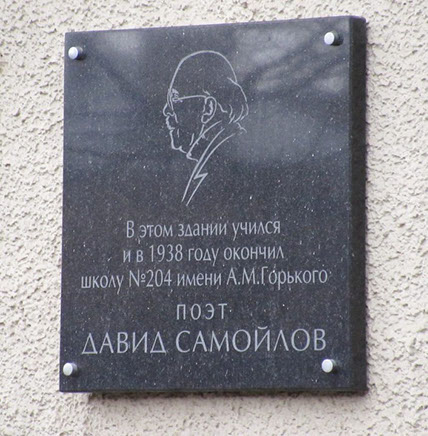 В этом здании учился
и в 1938 году окончил
школу №204 имени А.М.Горького
ПОЭТ
ДАВИД САМОЙЛОВ